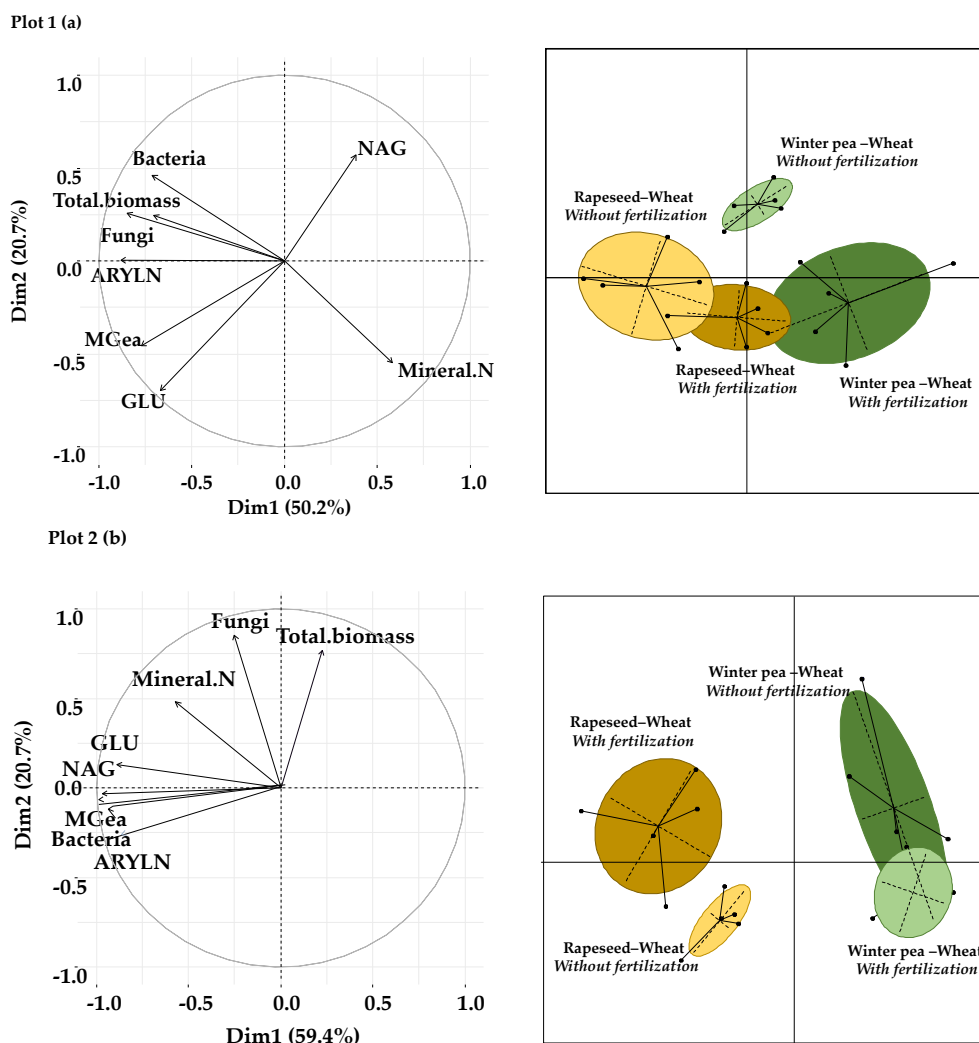 Plot 1 (a)
1.0
0.5
0.0
-0.5
-1.0
Dim2 (20.7%)
NAG
Bacteria
Total.biomass
Fungi
ARYLN
MGea
GLU
Mineral.N
-1.0
-0.5
0.0
0.5
1.0
Dim1 (50.2%)
Winter pea –Wheat
Without fertilization
Rapeseed–Wheat
Without fertilization
Rapeseed–Wheat
With fertilization
Winter pea –Wheat
With fertilization
Plot 2 (b)
1.0
0.5
0.0
-0.5
-1.0
Dim2 (20.7%)
Fungi
Total.biomass
Mineral.N
GLU
NAG
MGea
Bacteria
ARYLN
-1.0
-0.5
0.0
0.5
1.0
Dim1 (59.4%)
Winter pea –Wheat
Without fertilization
Rapeseed–Wheat
With fertilization
Rapeseed–Wheat
Without fertilization
Winter pea –Wheat
With fertilization